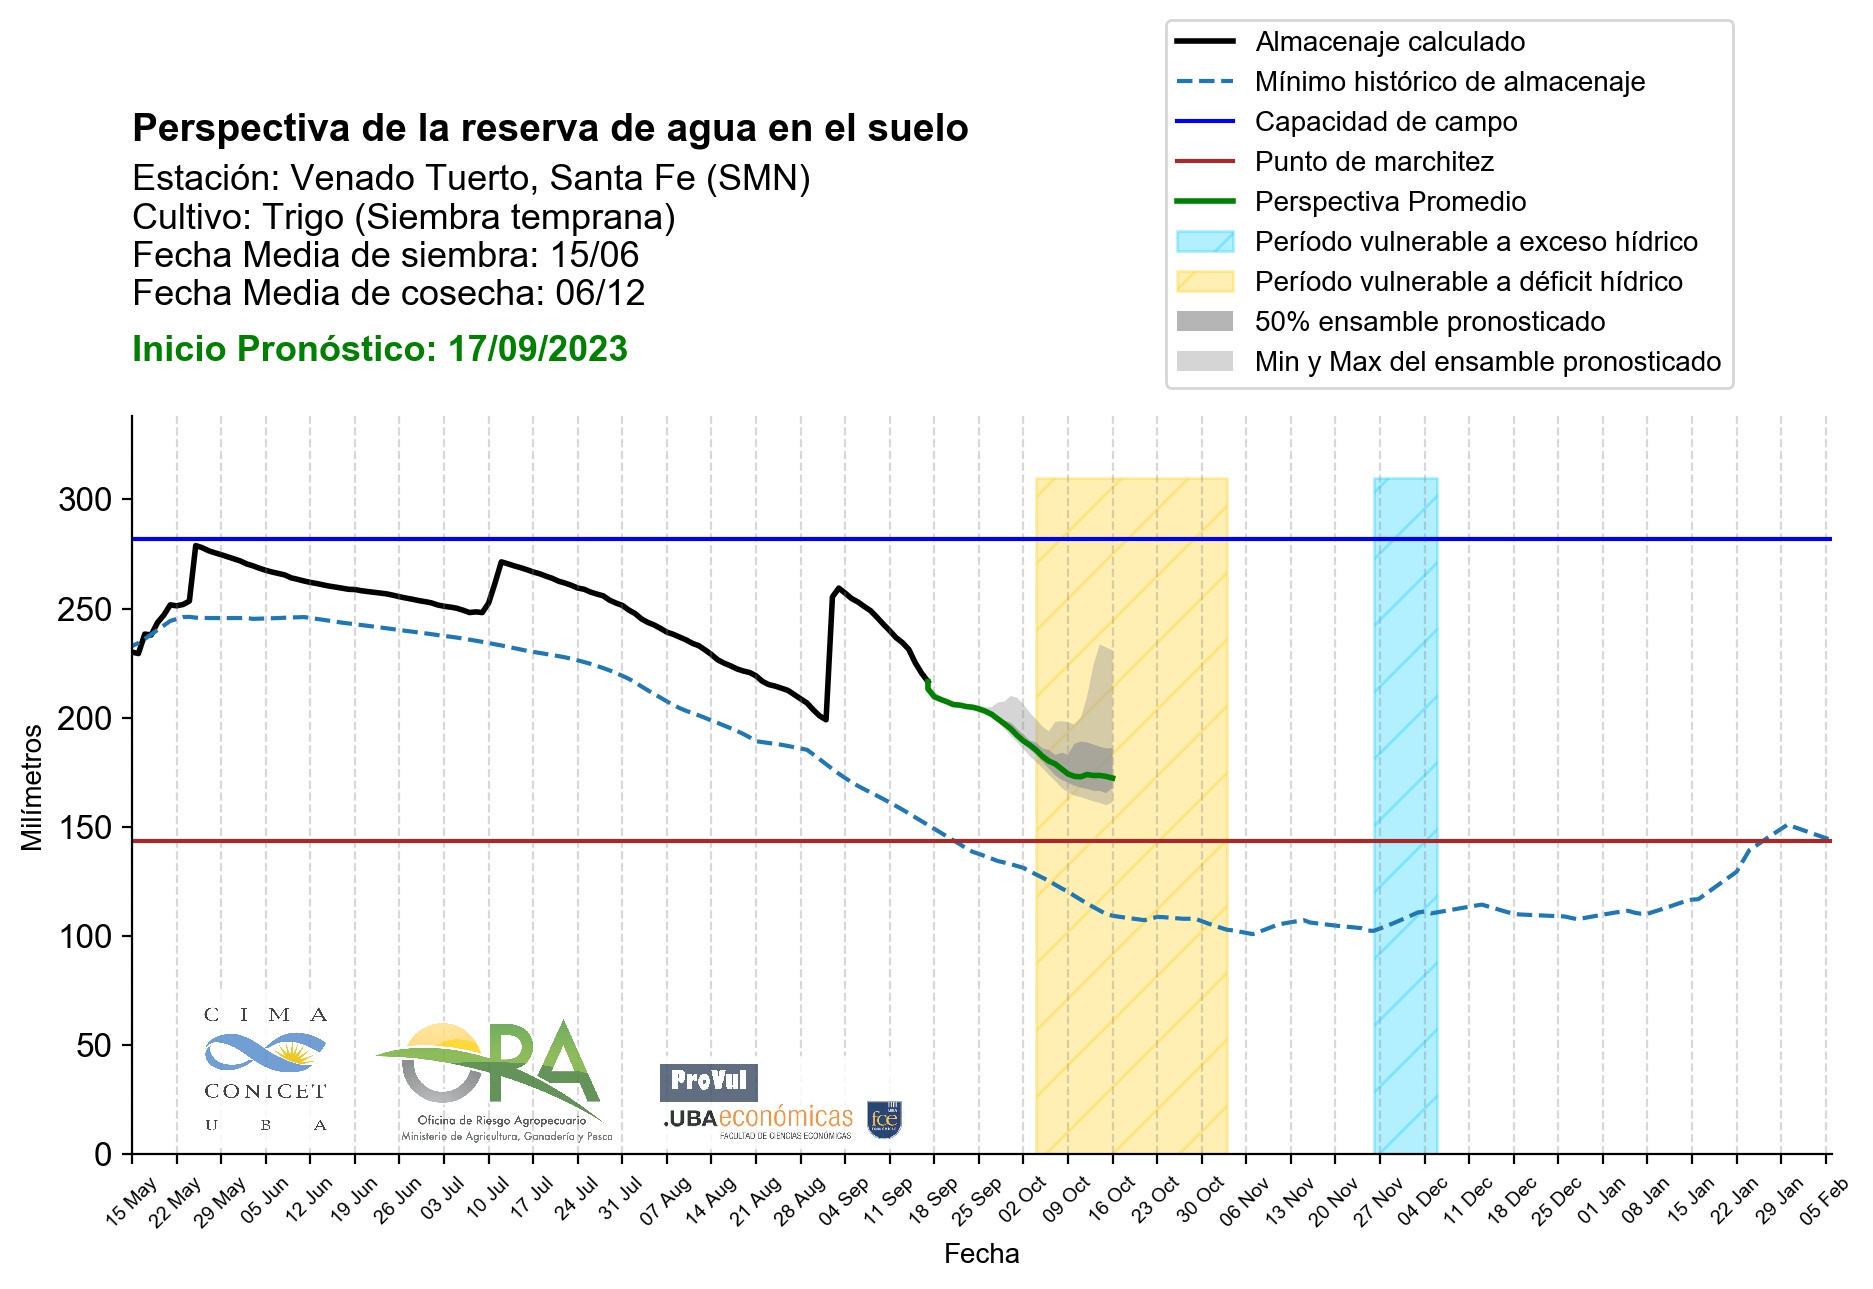 Almacenaje calculado
Mínimo histórico de almacenaje
Capacidad de campo
Punto de marchitez
Perspectiva Promedio
Período vulnerable a exceso hídrico
Período vulnerable a déficit hídrico
50% ensamble pronosticado
Min y Max del ensamble pronosticado
Perspectiva de la reserva de agua en el suelo
Estación: Venado Tuerto, Santa Fe (SMN)
Cultivo: Trigo (Siembra temprana)
Fecha Media de siembra: 15/06
Fecha Media de cosecha: 06/12
Inicio Pronóstico: 17/09/2023
Milímetros
300
250
200
150
100
50
0
CIMA
CONICET
UBA
ORA
Oficina de Riesgo Agropecuario
Ministerio de Agricultura, Ganadería y Pesca
ProVul
.UBAeconómicas
FACULTAD DE CIENCIAS ECONÓMICAS
fce
15 May
22 May
29 May
05 Jun
12 Jun
19 Jun
26 Jun
03 Jul
10 Jul
17 Jul
24 Jul
31 Jul
07 Aug
14 Aug
21 Aug
28 Aug
04 Sep
11 Sep
18 Sep
25 Sep
02 Oct
09 Oct
16 Oct
23 Oct
30 Oct
06 Nov
13 Nov
20 Nov
27 Nov
04 Dec
11 Dec
18 Dec
25 Dec
01 Jan
08 Jan
15 Jan
22 Jan
29 Jan
05 Feb
Fecha